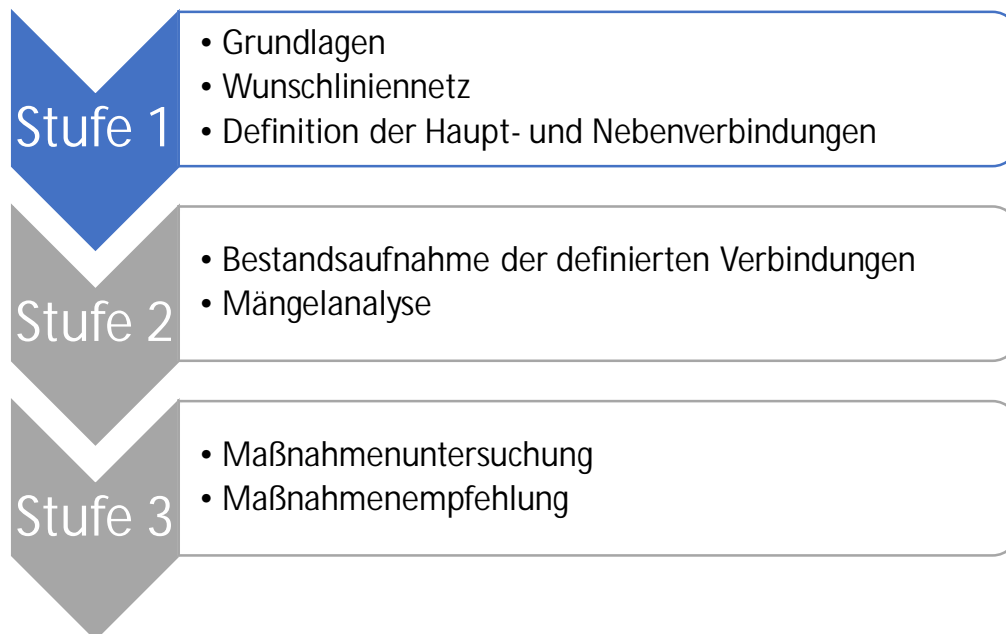 Stufe 1
• Grundlagen
• Wunschliniennetz
• Definition der Haupt- und Nebenverbindungen
Stufe 2
• Bestandsaufnahme der definierten Verbindungen
• Mängelanalyse
Stufe 3
• Maßnahmenuntersuchung
• Maßnahmenempfehlung